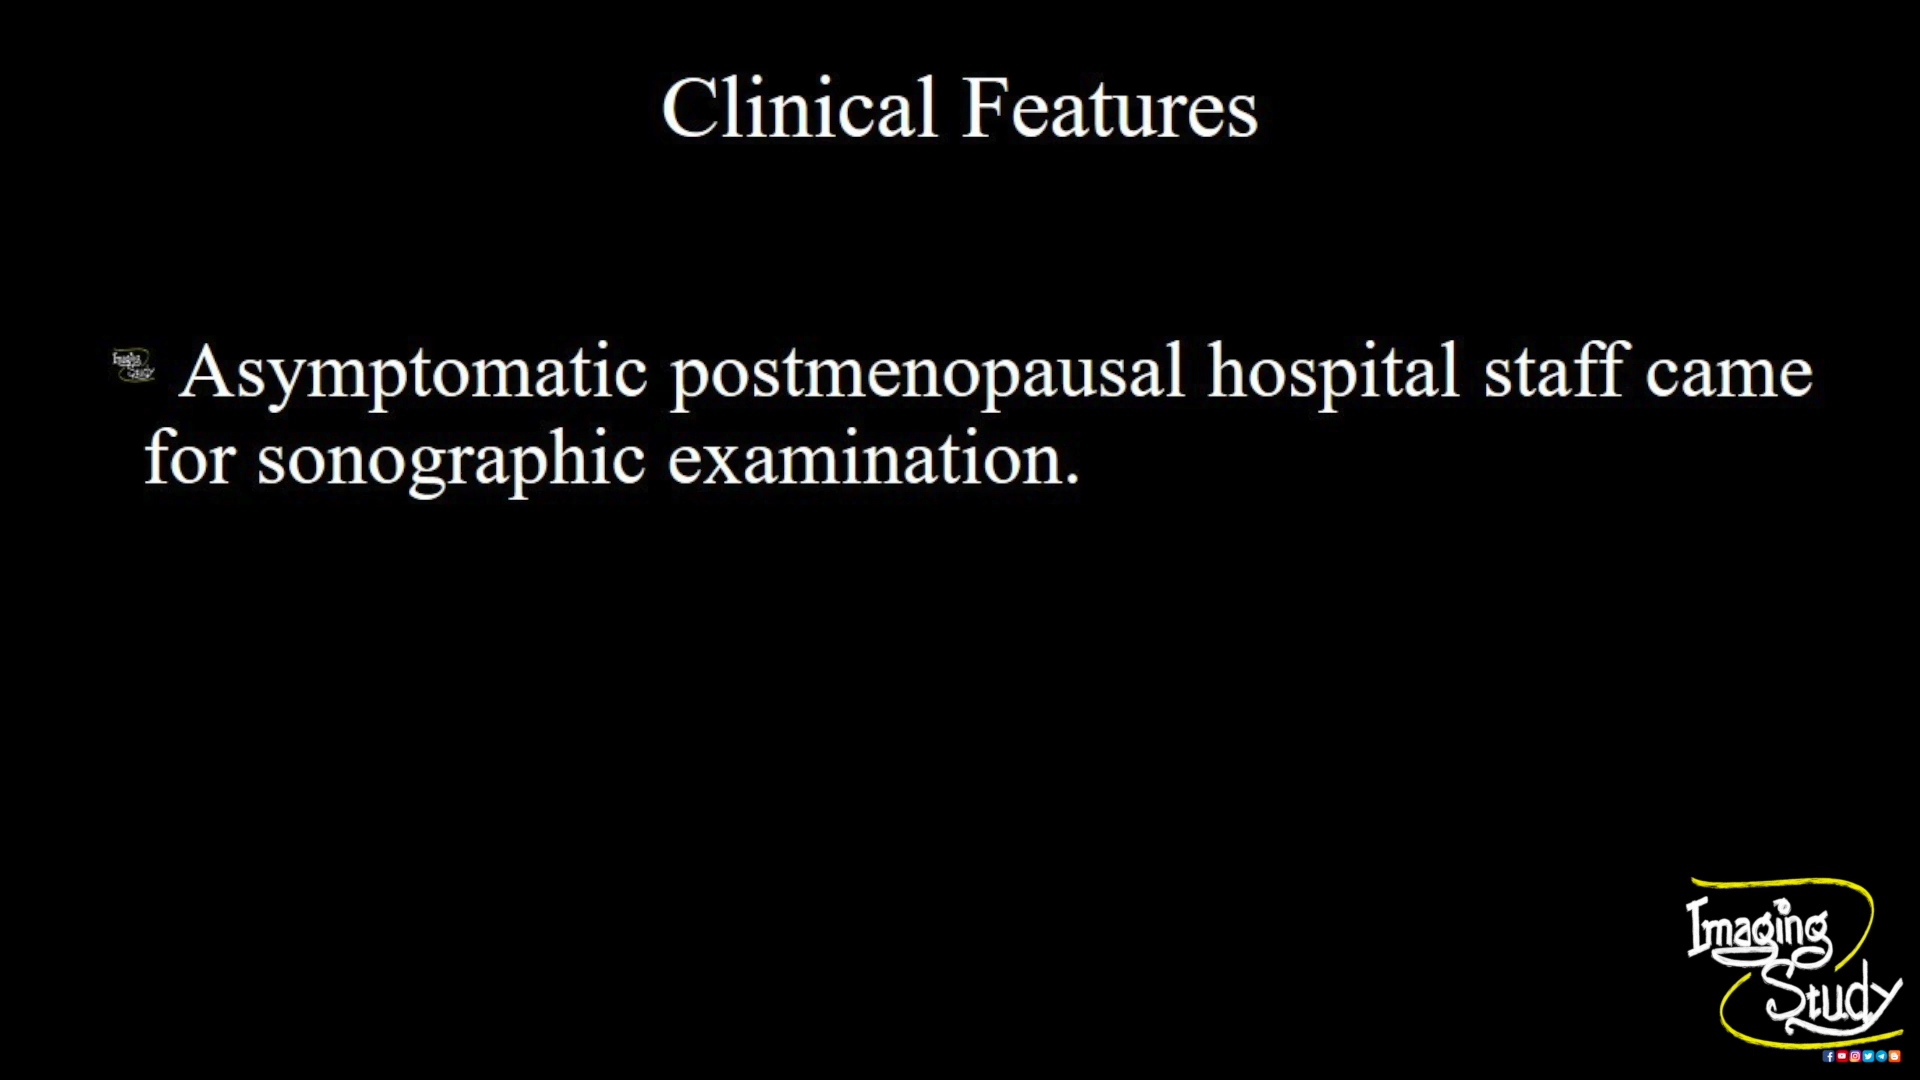 Clinical Features
Asymptomatic postmenopausal hospital staff came
for sonographic examination.
Imaging
Study